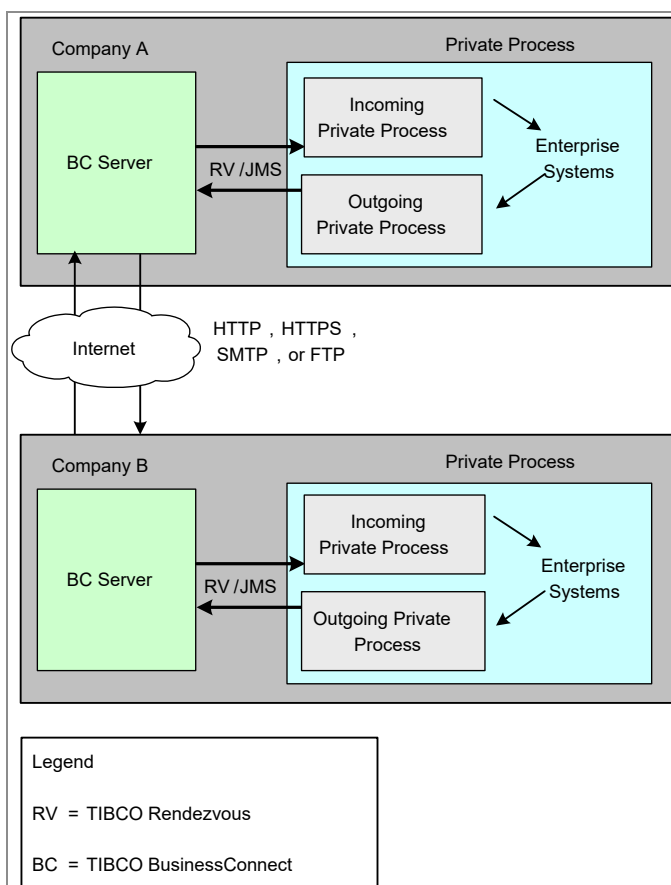 Company A
Private Process
BC Server
RV /JMS
Incoming
Private Process
Outgoing
Private Process
Enterprise
Systems
Internet
HTTP , HTTPS ,
SMTP , or FTP
Company B
Private Process
BC Server
RV /JMS
Incoming
Private Process
Outgoing Private
Process
Enterprise
Systems
Legend
RV = TIBCO Rendezvous
BC = TIBCO BusinessConnect